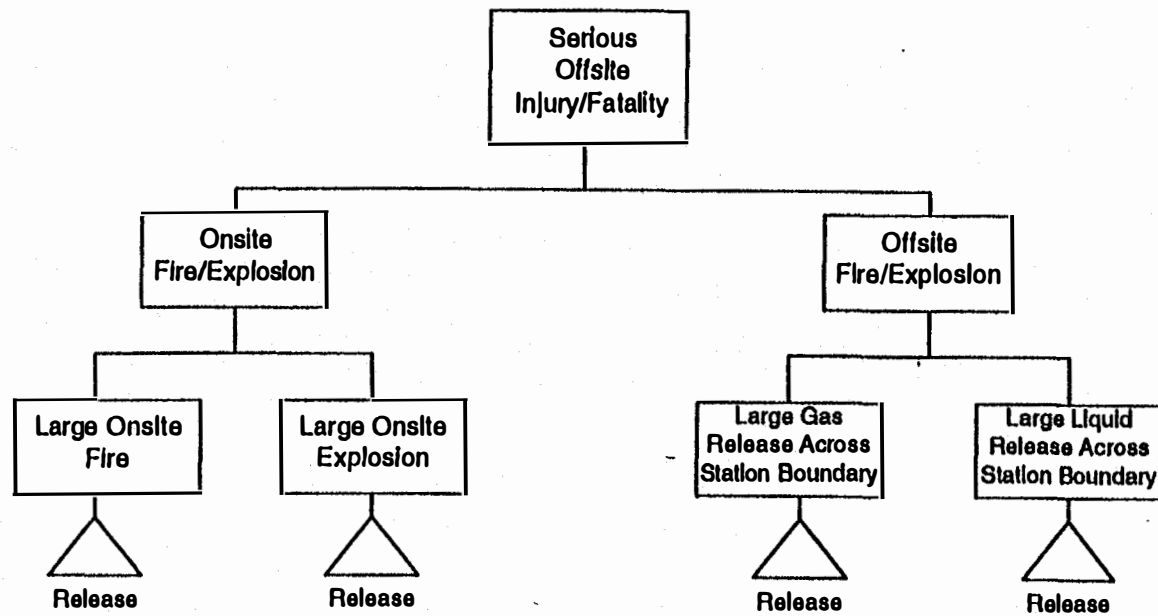 Serious
Offsite
Injury/Fatality
Onsite
Fire/Explosion
Offsite
Fire/Explosion
Large Onsite
Fire
Large Onsite
Explosion
Large Gas
Release Across
Station Boundary
Large Liquid
Release Across
Station Boundary
Release
Release
Release
Release